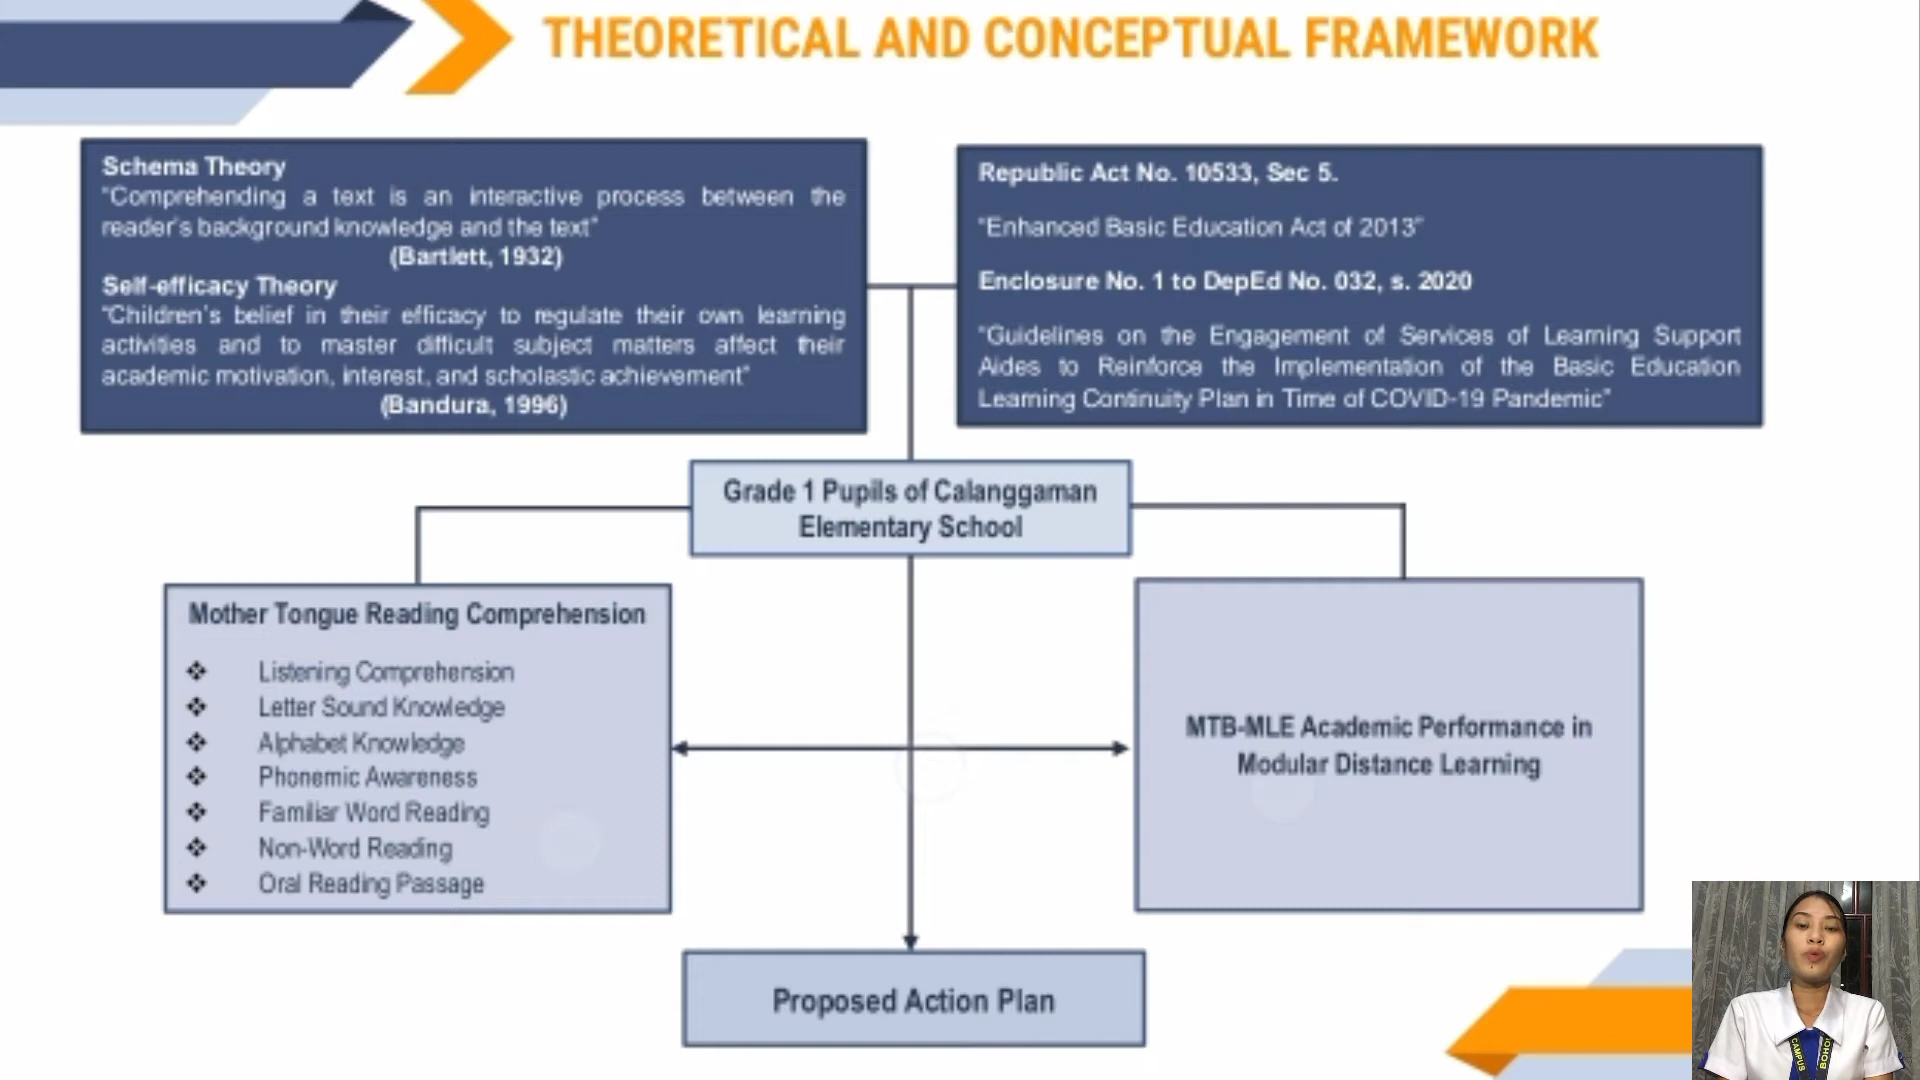 THEORETICAL AND CONCEPTUAL FRAMEWORK
Schema Theory
"Comprehending a text is an interactive process between the
reader's background knowledge and the text"
(Bartlett, 1932)
Self-efficacy Theory
"Children's belief in their efficacy to regulate their own learning
activities and to master difficult subject matters affect their
academic motivation, interest, and scholastic achievement"
(Bandura, 1996)
Republic Act No. 10533, Sec 5.
"Enhanced Basic Education Act of 2013"
Enclosure No. 1 to DepEd No. 032, s. 2020
"Guidelines on the Engagement of Services of Learning Support
Aides to Reinforce the Implementation of the Basic Education
Learning Continuity Plan in Time of COVID-19 Pandemic"
Grade 1 Pupils of Calanggaman
Elementary School
Mother Tongue Reading Comprehension
❖ Listening Comprehension
❖ Letter Sound Knowledge
❖ Alphabet Knowledge
❖ Phonemic Awareness
❖ Familiar Word Reading
❖ Non-Word Reading
❖ Oral Reading Passage
MTB-MLE Academic Performance in
Modular Distance Learning
Proposed Action Plan
CAMPUS